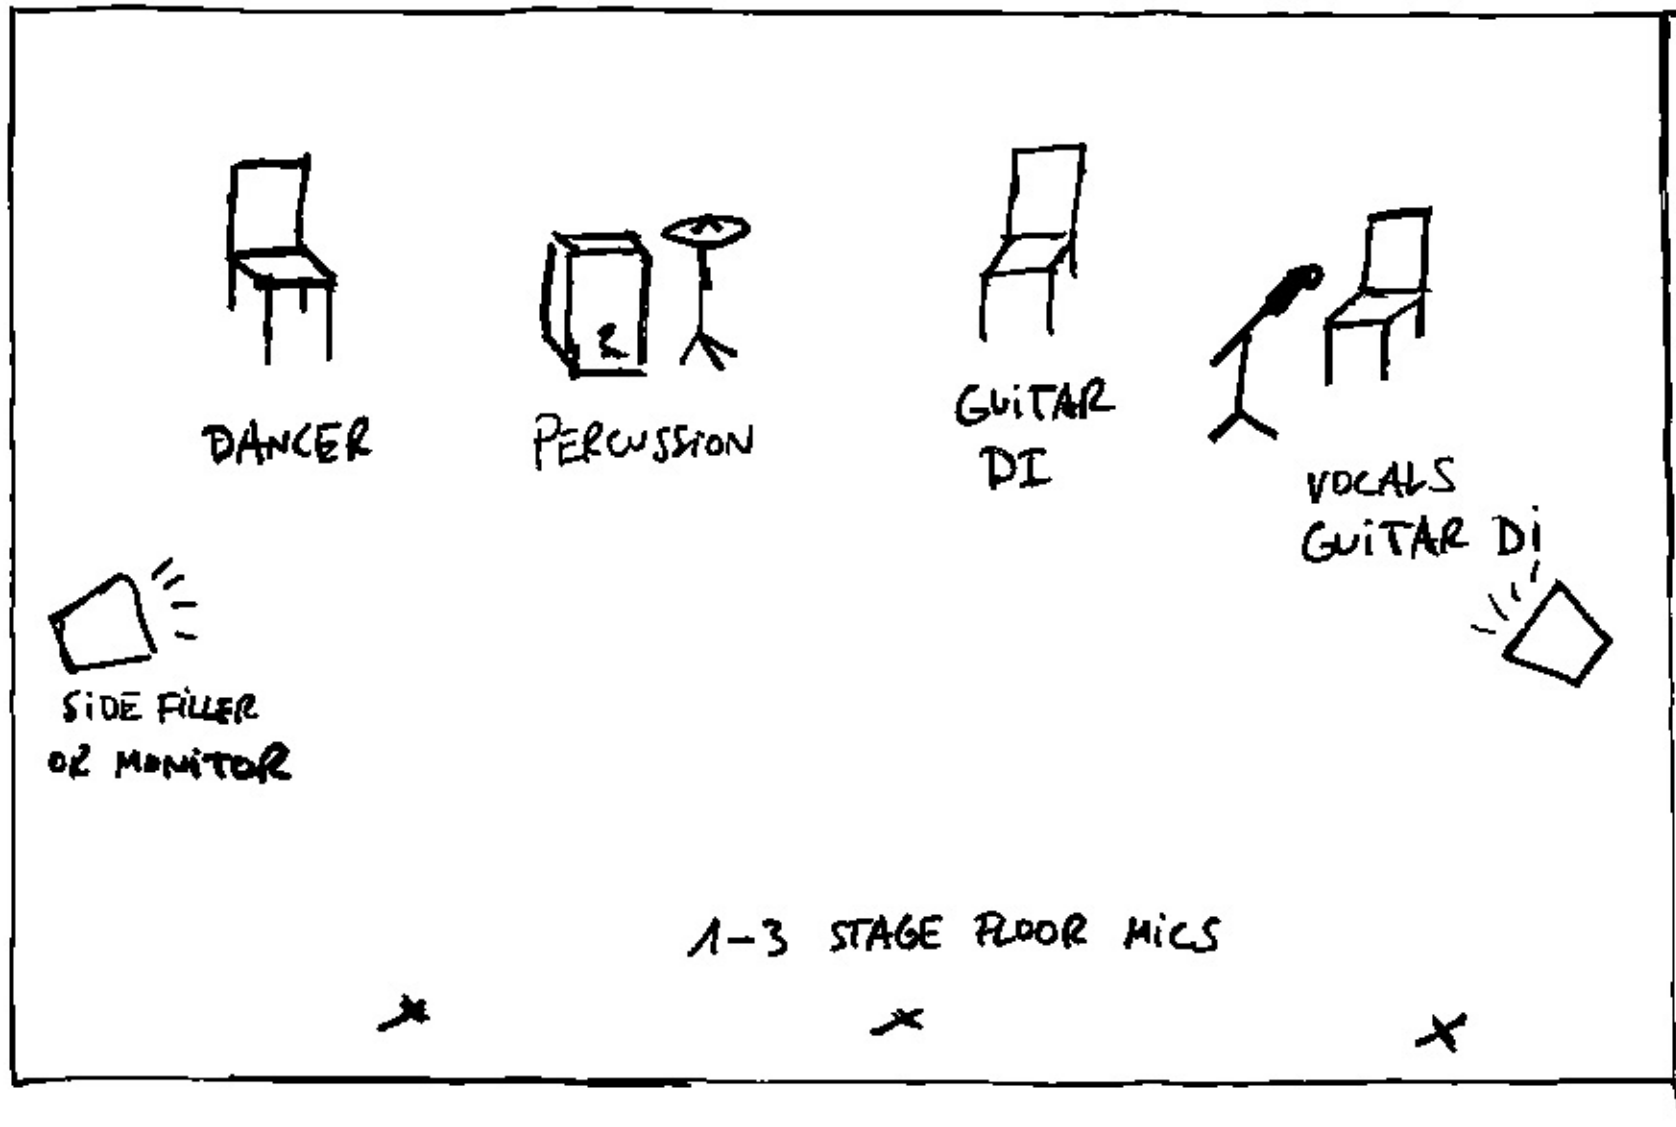 DANCER
PERCUSSION
GUiTAR
DI
VOCALS
GUiTAR Di
SiDE FiLLER
OR MONiTOR
1-3 STAGE FLOOR MiCS